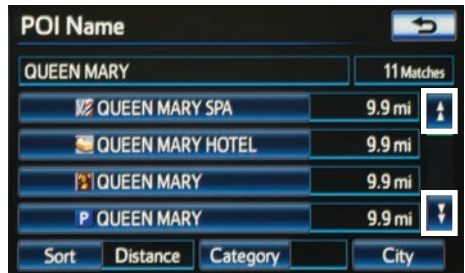 POI Name
QUEEN MARY 11 Matches
QUEEN MARY SPA 9.9 mi
QUEEN MARY HOTEL 9.9 mi
QUEEN MARY 9.9 mi
P QUEEN MARY 9.9 mi
Sort Distance Category City